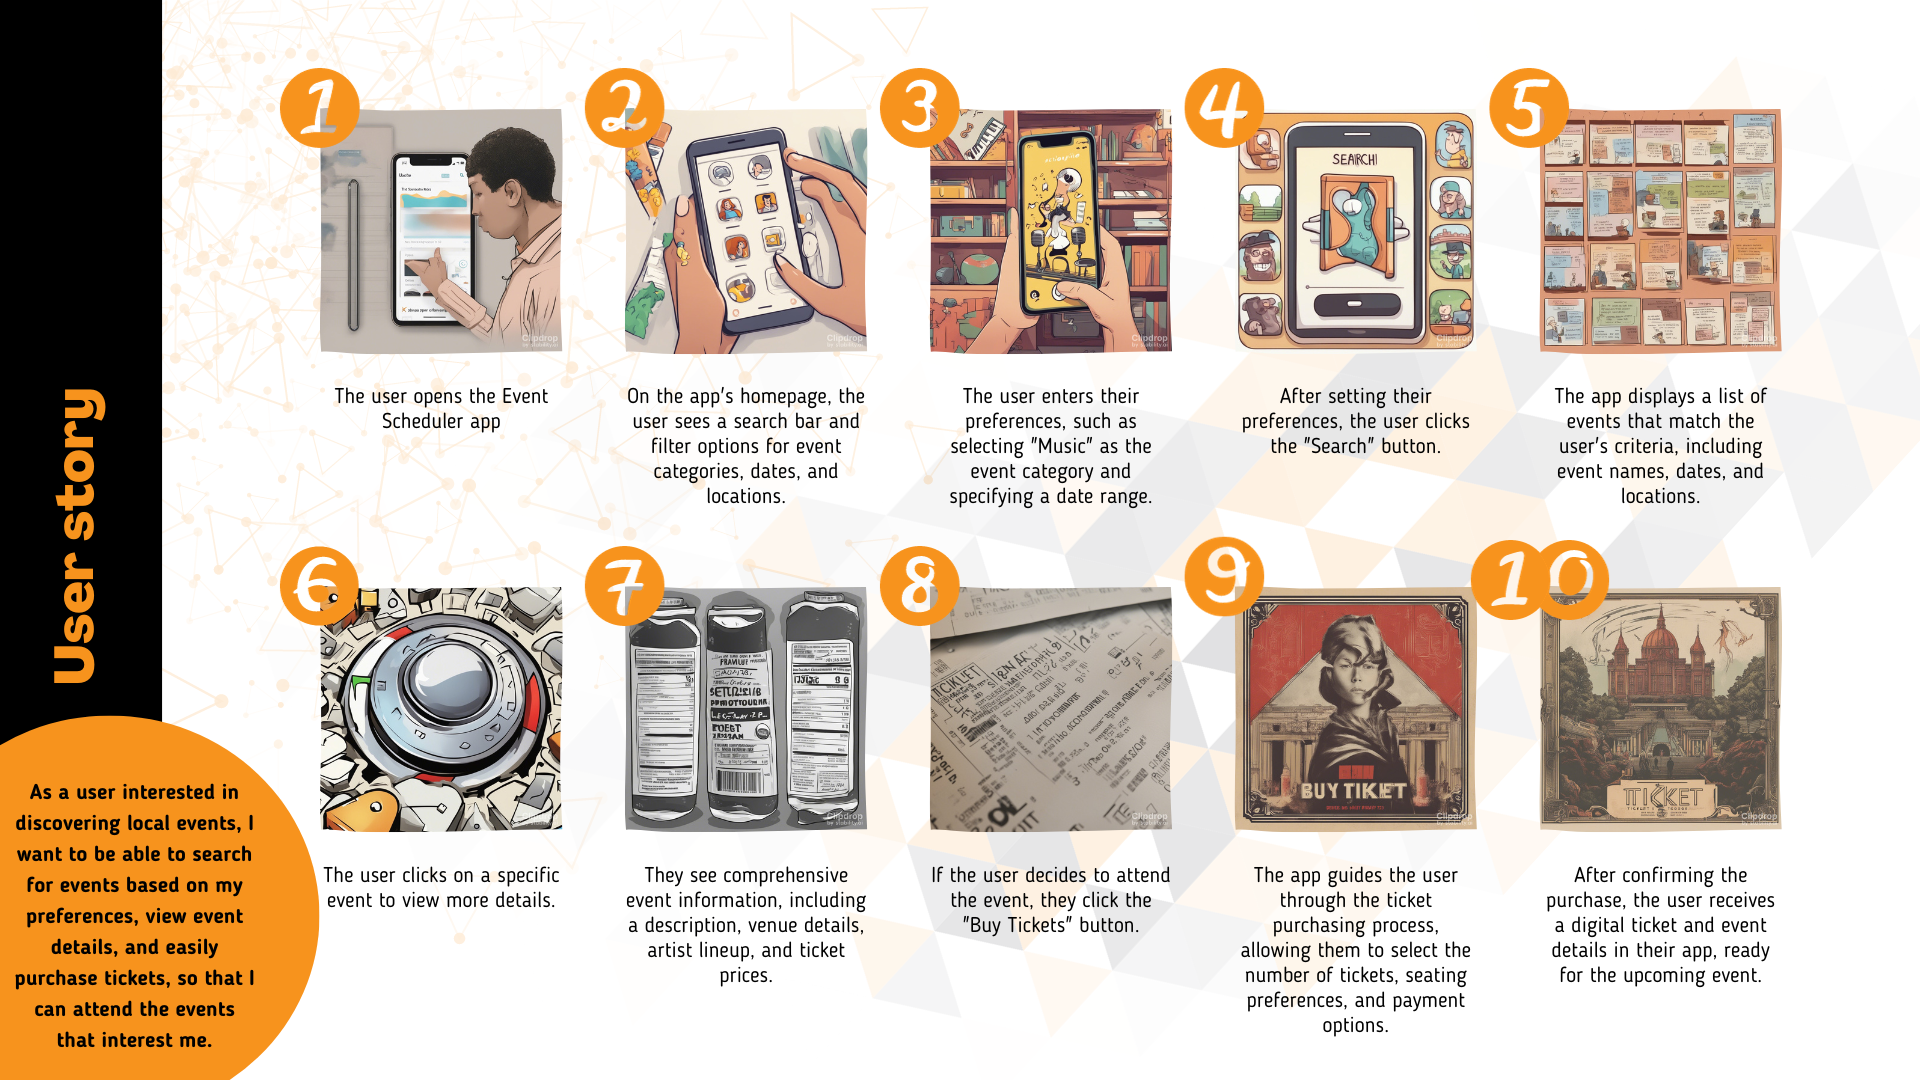 User story
As a user interested in
discovering local events, I
want to be able to search
for events based on my
preferences, view event
details, and easily
purchase tickets, so that I
can attend the events
that interest me.
1
The user opens the Event
Scheduler app
2
On the app's homepage, the
user sees a search bar and
filter options for event
categories, dates, and
locations.
3
The user enters their
preferences, such as
selecting "Music" as the
event category and
specifying a date range.
4
SEARCH!
After setting their
preferences, the user clicks
the "Search" button.
5
The app displays a list of
events that match the
user's criteria, including
event names, dates, and
locations.
6
The user clicks on a specific
event to view more details.
7
They see comprehensive
event information, including
a description, venue details,
artist lineup, and ticket
prices.
8
If the user decides to attend
the event, they click the
"Buy Tickets" button.
9
BUY TIKET
The app guides the user
through the ticket
purchasing process,
allowing them to select the
number of tickets, seating
preferences, and payment
options.
10
TICKET
After confirming the
purchase, the user receives
a digital ticket and event
details in their app, ready
for the upcoming event.
Clipdrop
by stability.ai